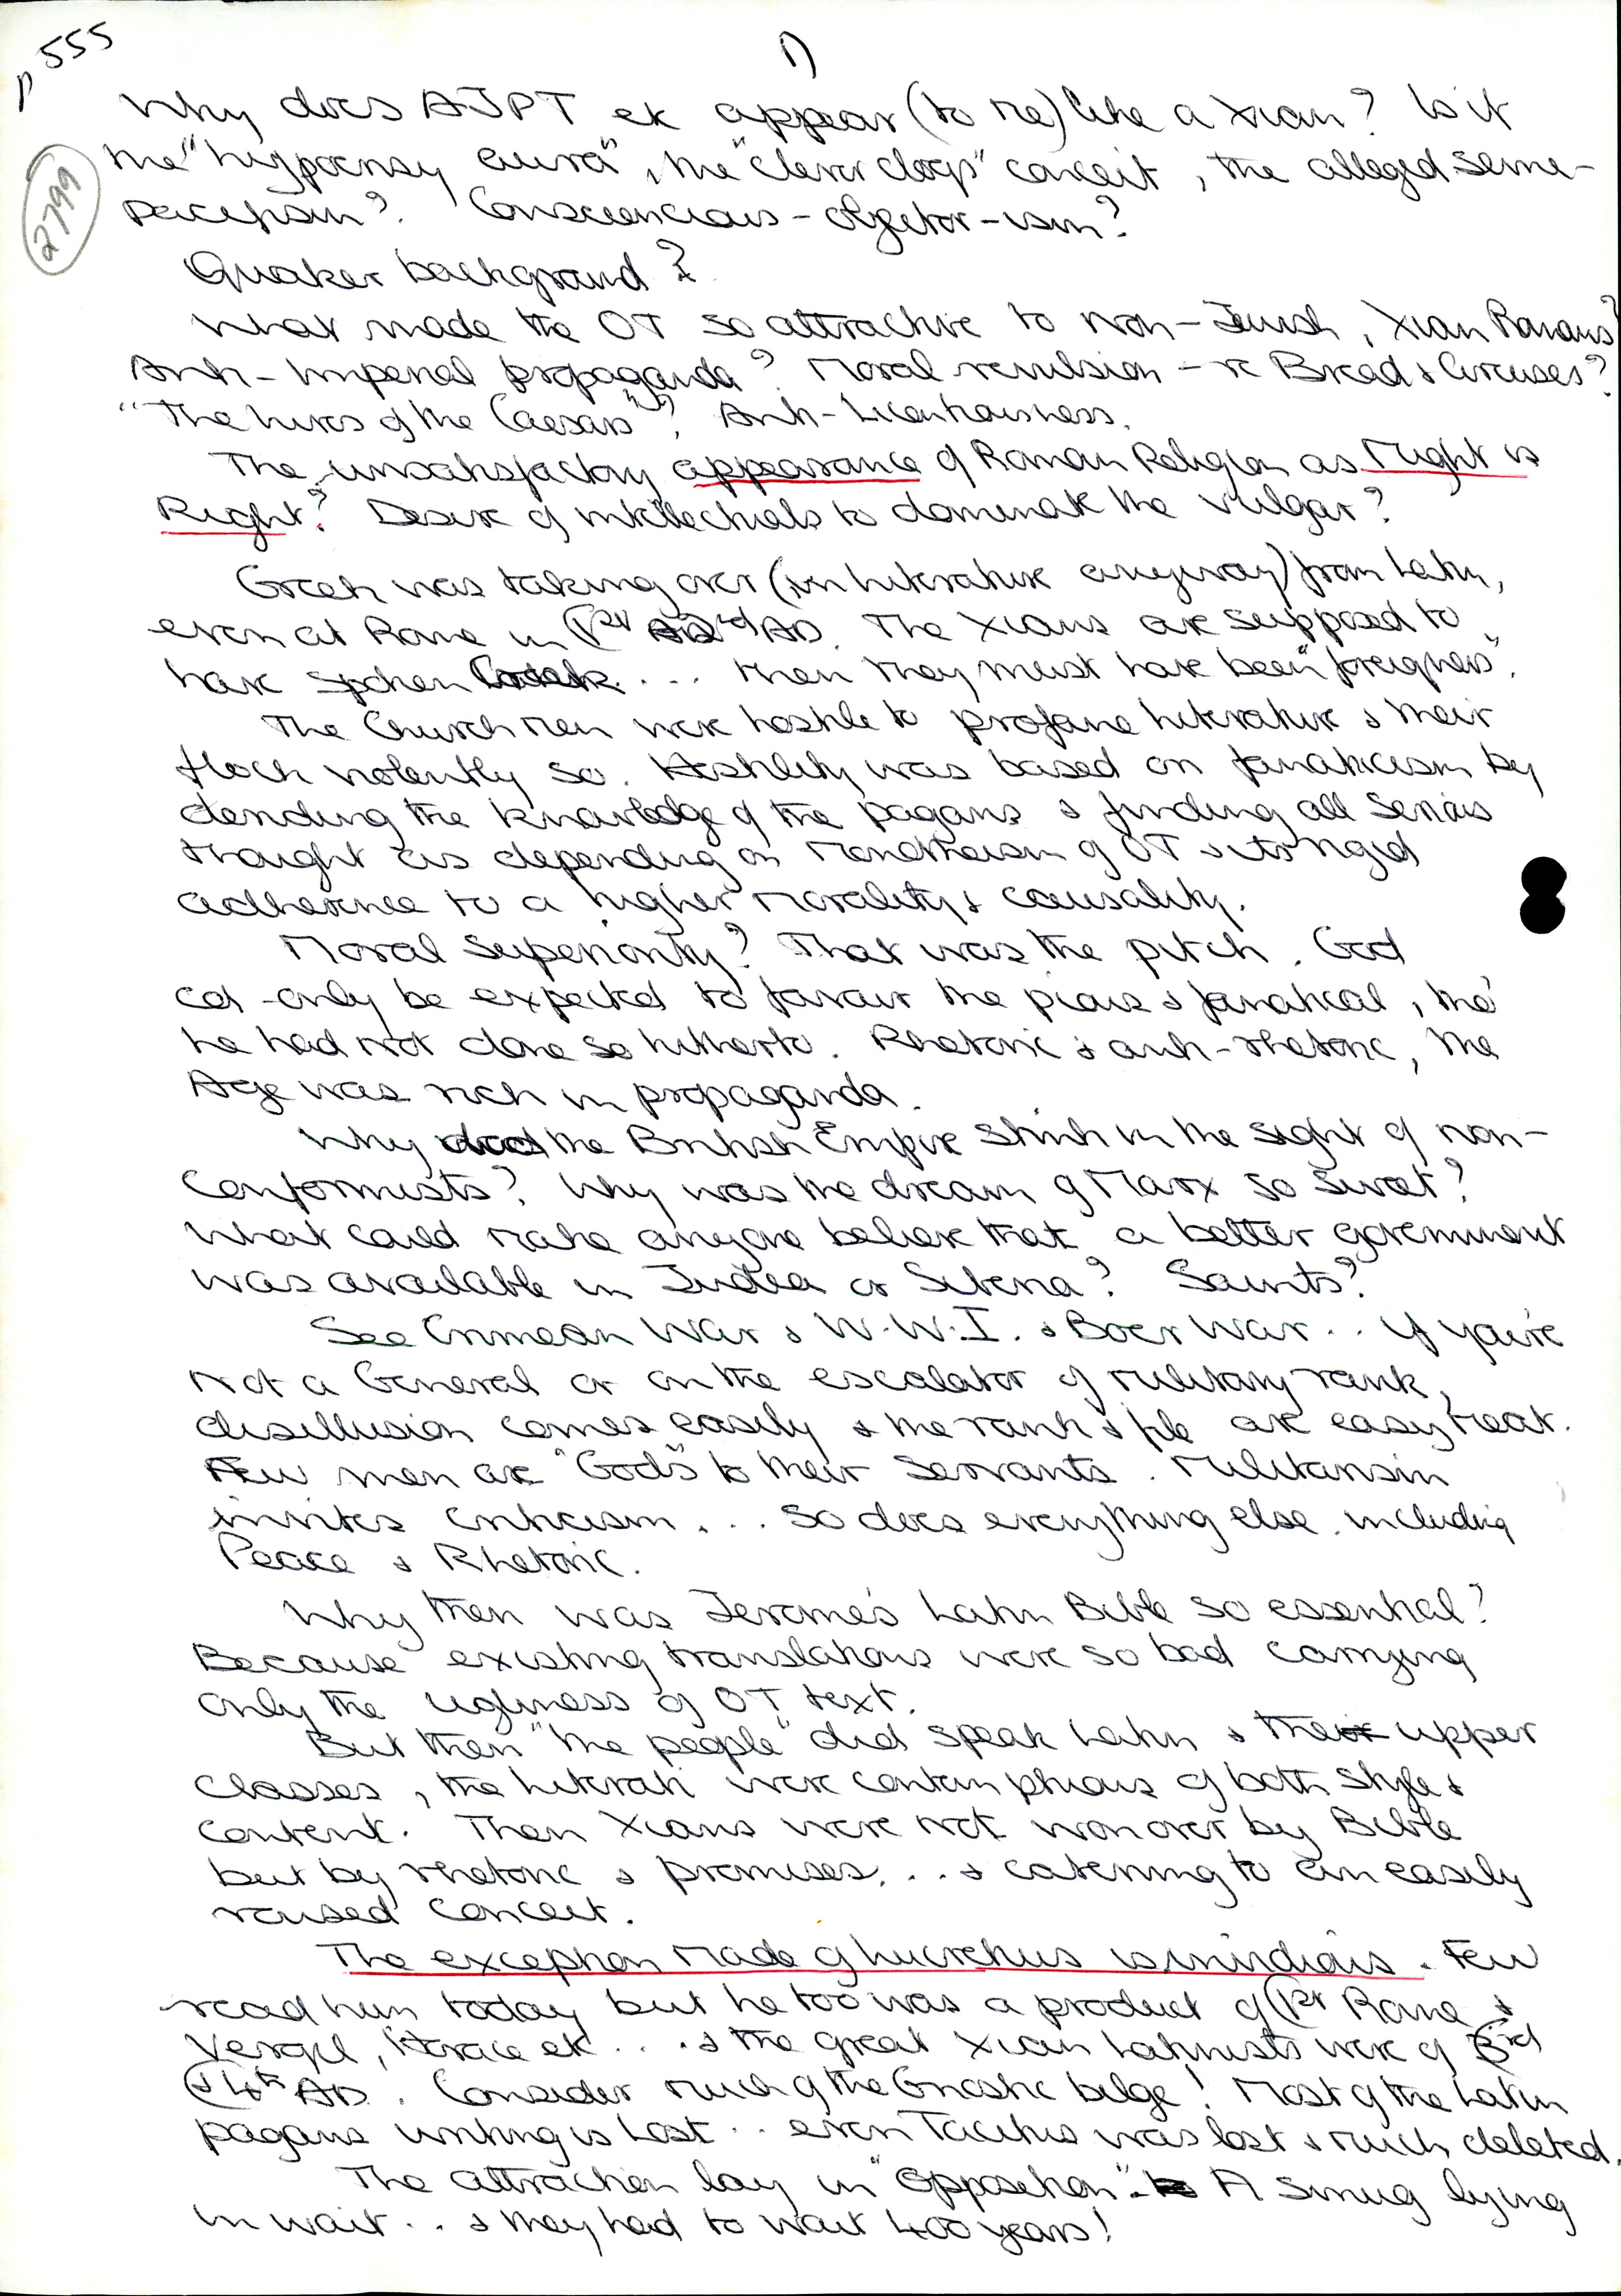 p 555
1)
2799
Why does AJPT etc appear (to me) like a Xian? Is it
the "hypocrisy aura", the "clever clogs" conceit, the alleged semi-
pacifism? Consciencious-objector-ism?
Quaker background?
What made the OT so attractive to non-Jewish, Xian Romans?
Anti-Imperial propaganda? Moral revulsion - re Bread & Circuses?
"The Lives of the Caesars"? Anti-Licentiousness.
The unsatisfactory appearance of Roman Religion as Might is
Right? Desire of intellectuals to dominate the vulgar?
Greek was taking over (in literature anyway) from Latin,
even at Rome in C1st AD. The Xians are supposed to
have spoken Greek ... then they must have been "foreigners".
The Church men were hostile to profane literature & their
flock violently so. Hostility was based on fanaticism by
deriding the knowledge of the pagans & finding all serious
thought as depending on Monotheism of OT & its rigid
adherence to a higher morality & causality.
Moral superiority? That was the pitch. God
cd only be expected to favour the pious & fanatical, tho'
he had not done so hitherto. Rhetoric & anti-rhetoric, the
Age was rich in propaganda.
Why did the British Empire stink in the sight of non-
conformists? Why was the dream of Marx so sweet?
What could make anyone believe that a better government
was available in Judea or Siberia? Saints?
See Crimean War & W.W.I. & Boer War .. If you're
not a General or on the escalator of military rank,
disillusion comes easily & the rank & file are easy meat.
Few men are "Gods" to their servants. Militarism
invites criticism ... so does everything else, including
Peace & Rhetoric.
Why then was Jerome's Latin Bible so essential?
Because existing translations were so bad carrying
only the ugliness of OT text.
But then "the people" did speak Latin & the upper
classes, the literati were contemptuous of both style &
content. Then Xians were not won over by Bible
but by rhetoric & promises ... & catering to an easily
roused conceit.
The exception made of Lucretius is invidious. Few
read him today but he too was a product of C1st Rome &
Vergil, Horace etc ... & the great Xian Latinists were of C3rd
& 4th AD. Consider much of the Gnostic bilge! Most of the Latin
pagans writing is lost .. even Tacitus was lost & much deleted.
The attraction lay in "Opposition". A smug lying
in wait .. & they had to wait 400 years!